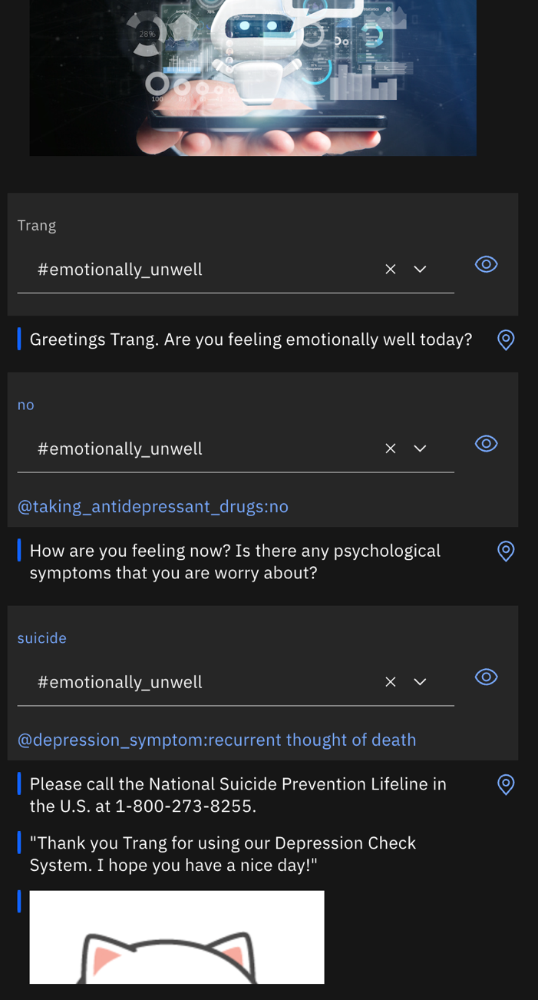 28%
100
Trang
#emotionally_unwell
Greetings Trang. Are you feeling emotionally well today?
no
#emotionally_unwell
@taking_antidepressant_drugs:no
How are you feeling now? Is there any psychological
symptoms that you are worry about?
suicide
#emotionally_unwell
@depression_symptom:recurrent thought of death
Please call the National Suicide Prevention Lifeline in
the U.S. at 1-800-273-8255.
"Thank you Trang for using our Depression Check
System. I hope you have a nice day!"